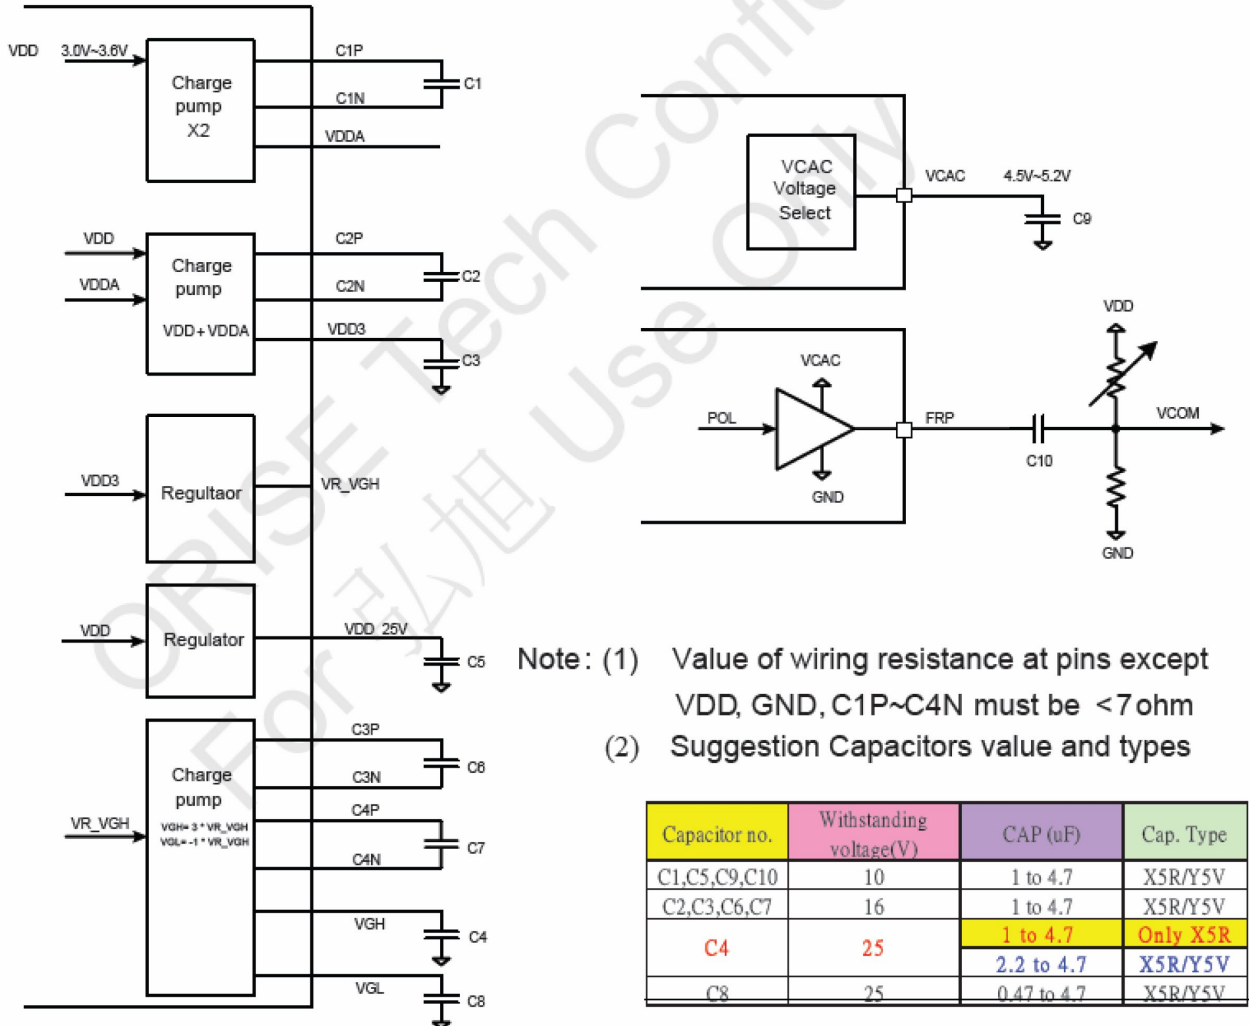 VDD 3.0V~3.6V
Charge
pump
X2
C1P
C1
C1N
VDDA
VDD
VDDA
Charge
pump
VDD + VDDA
C2P
C2
C2N
VDD3
C3
VDD3
Regultaor
VR_VGH
VDD
Regulator
VDD_25V
C5
VR_VGH
Charge
pump
VGH= 3 * VR_VGH
VGL= -1 * VR_VGH
C3P
C6
C3N
C4P
C7
C4N
VGH
C4
VGL
C8
VCAC
Voltage
Select
VCAC 4.5V~5.2V
C9
POL
VCAC
GND
FRP
C10
VDD
VCOM
GND
Note: (1) Value of wiring resistance at pins except
VDD, GND, C1P~C4N must be <7ohm
(2) Suggestion Capacitors value and types
Capacitor no. Withstanding voltage(V) CAP (uF) Cap. Type
C1,C5,C9,C10 10 1 to 4.7 X5R/Y5V
C2,C3,C6,C7 16 1 to 4.7 X5R/Y5V
C4 25 1 to 4.7 Only X5R
2.2 to 4.7 X5R/Y5V
C8 25 0.47 to 4.7 X5R/Y5V
ORISE Tech Confi
For 弘旭 Use Only